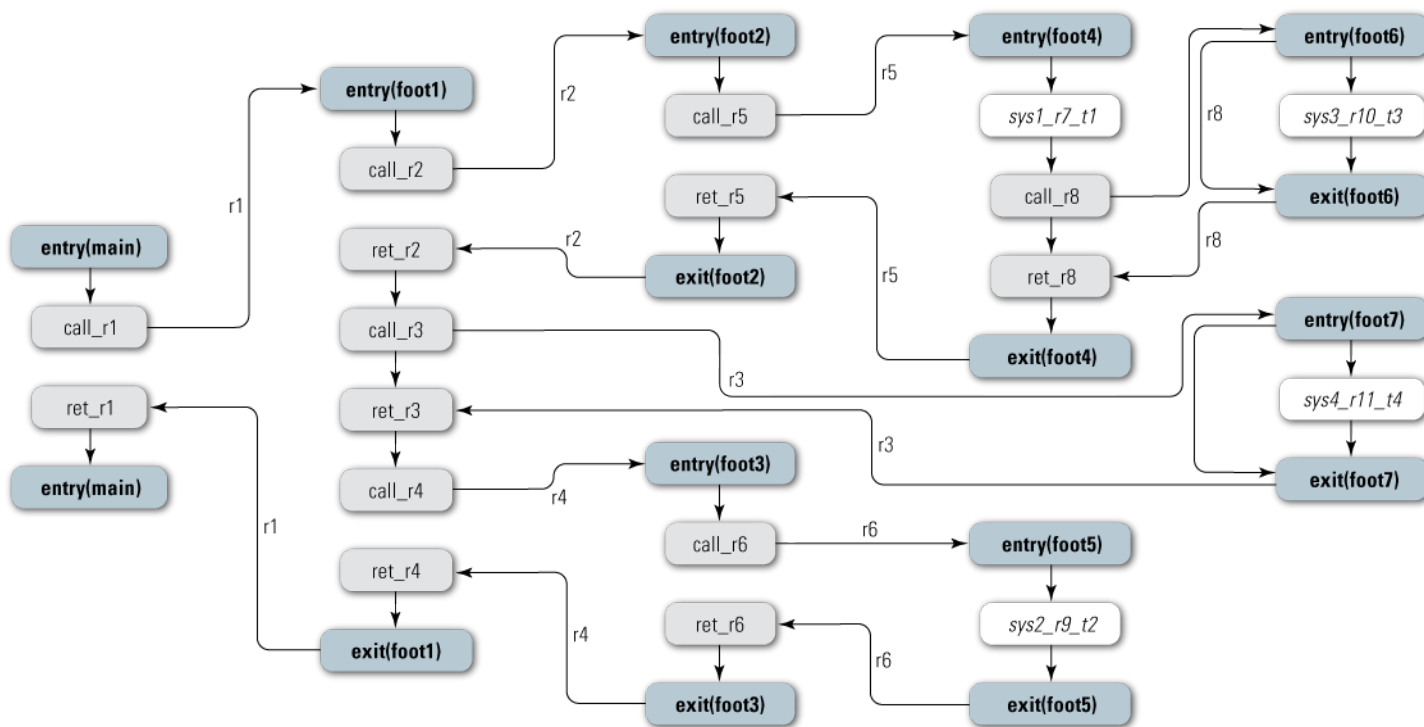 entry(main)
call_r1
ret_r1
entry(main)
r1
r1
entry(foot1)
call_r2
ret_r2
call_r3
ret_r3
call_r4
ret_r4
exit(foot1)
r2
r2
r3
r3
r4
r4
entry(foot2)
call_r5
ret_r5
exit(foot2)
entry(foot3)
call_r6
ret_r6
exit(foot3)
r5
r5
r6
r6
entry(foot4)
sys1_r7_t1
call_r8
ret_r8
exit(foot4)
entry(foot5)
sys2_r9_t2
exit(foot5)
r8
r8
entry(foot6)
sys3_r10_t3
exit(foot6)
entry(foot7)
sys4_r11_t4
exit(foot7)